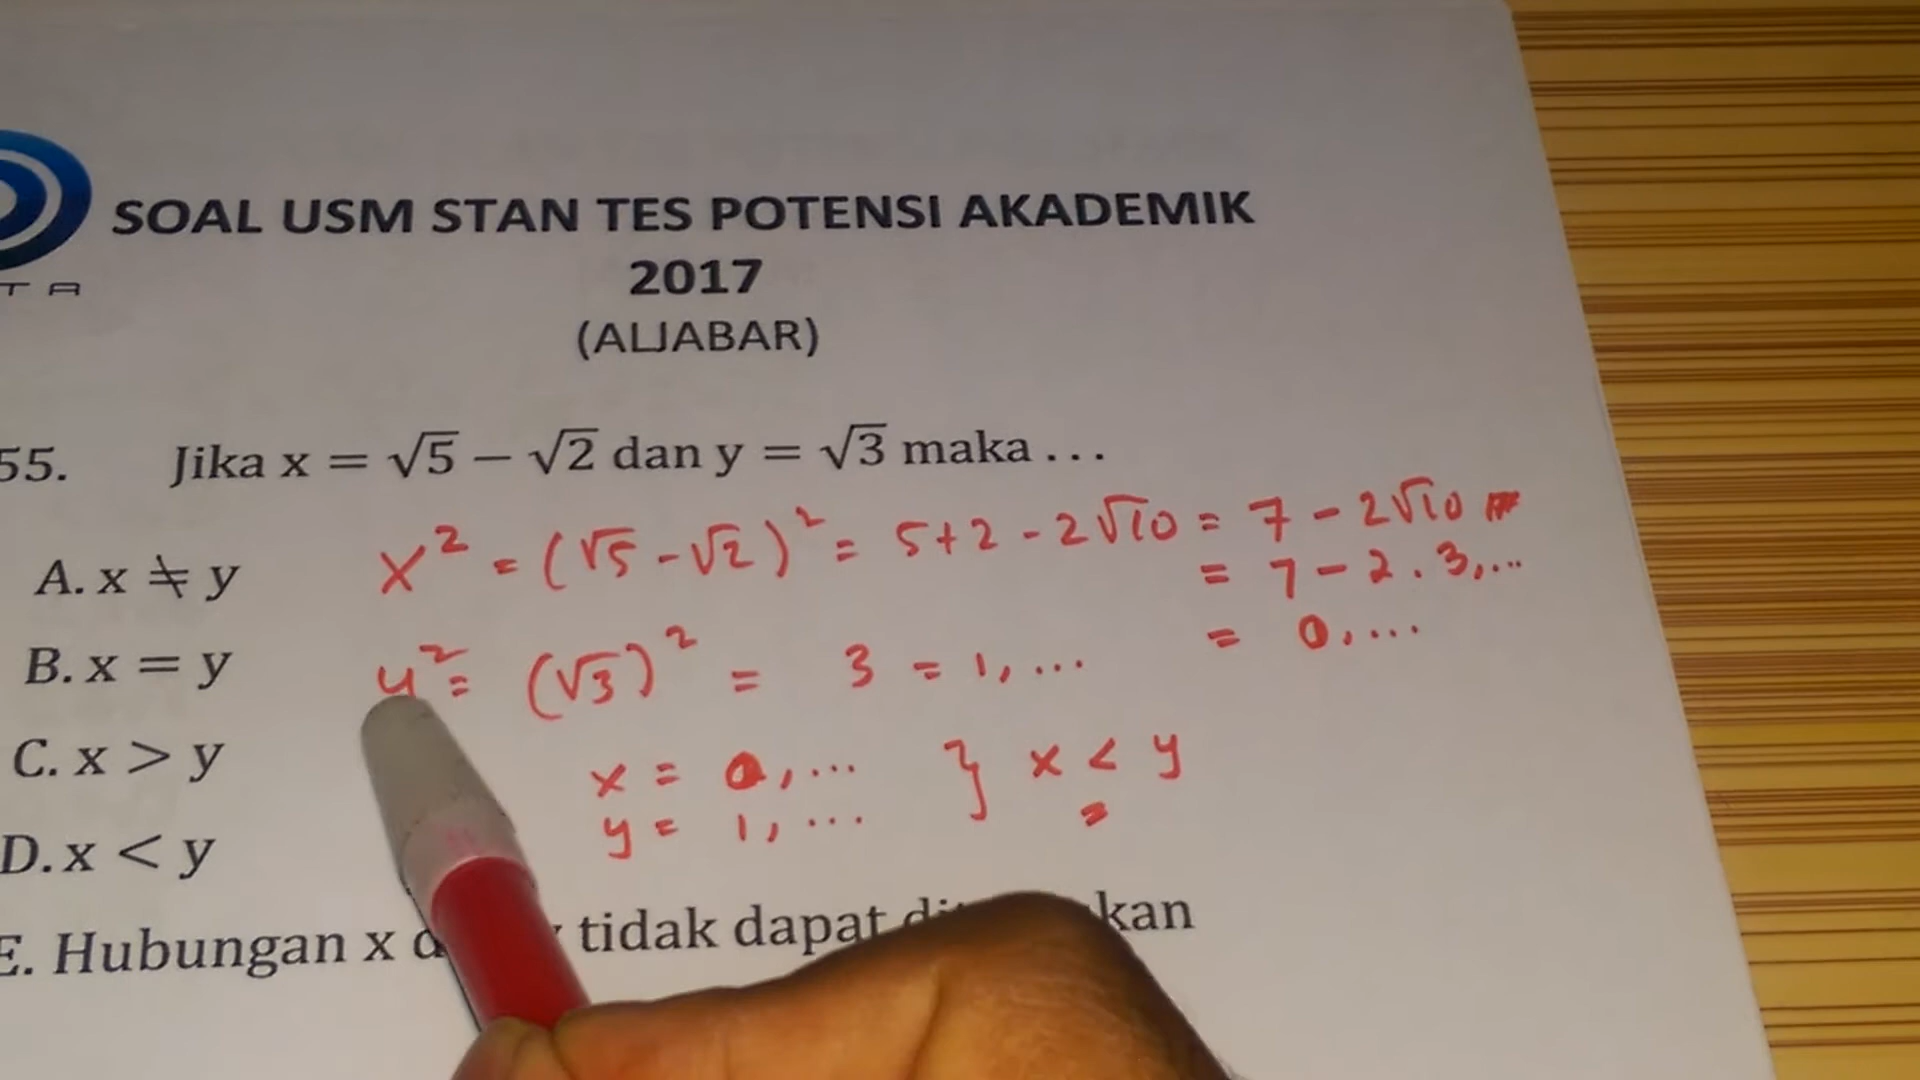 T A
SOAL USM STAN TES POTENSI AKADEMIK
2017
(ALJABAR)
55. Jika x = √5 − √2 dan y = √3 maka ...
x² = (√5 - √2)² = 5+2 - 2√10 = 7 - 2√10
= 7 - 2 . 3,...
= 0,...
y² = (√3)² = 3 = 1,...
x = 0,... } x < y
y = 1,...
A. x ≠ y
B. x = y
C. x > y
D. x < y
E. Hubungan x tidak dapat